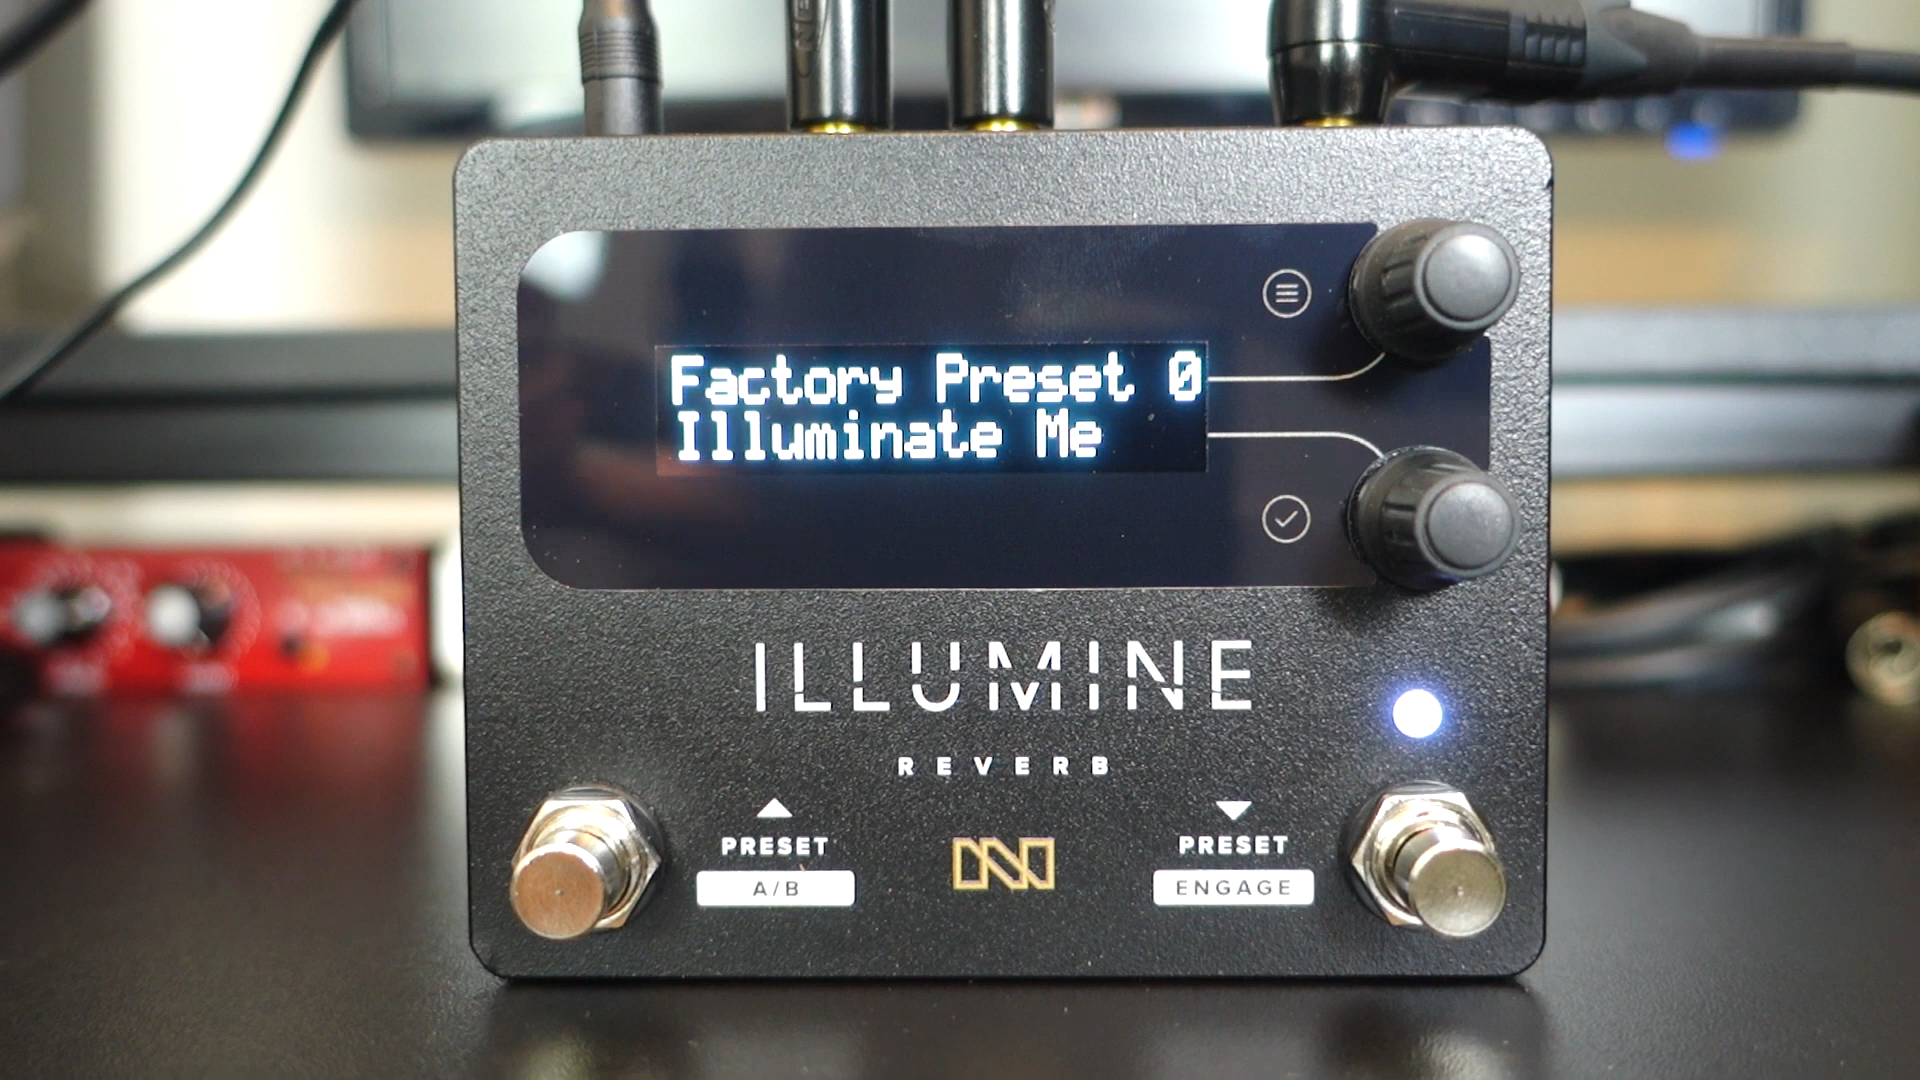 Factory Preset 0
Illuminate Me
ILLUMINE
REVERB
PRESET
A/B
PRESET
ENGAGE